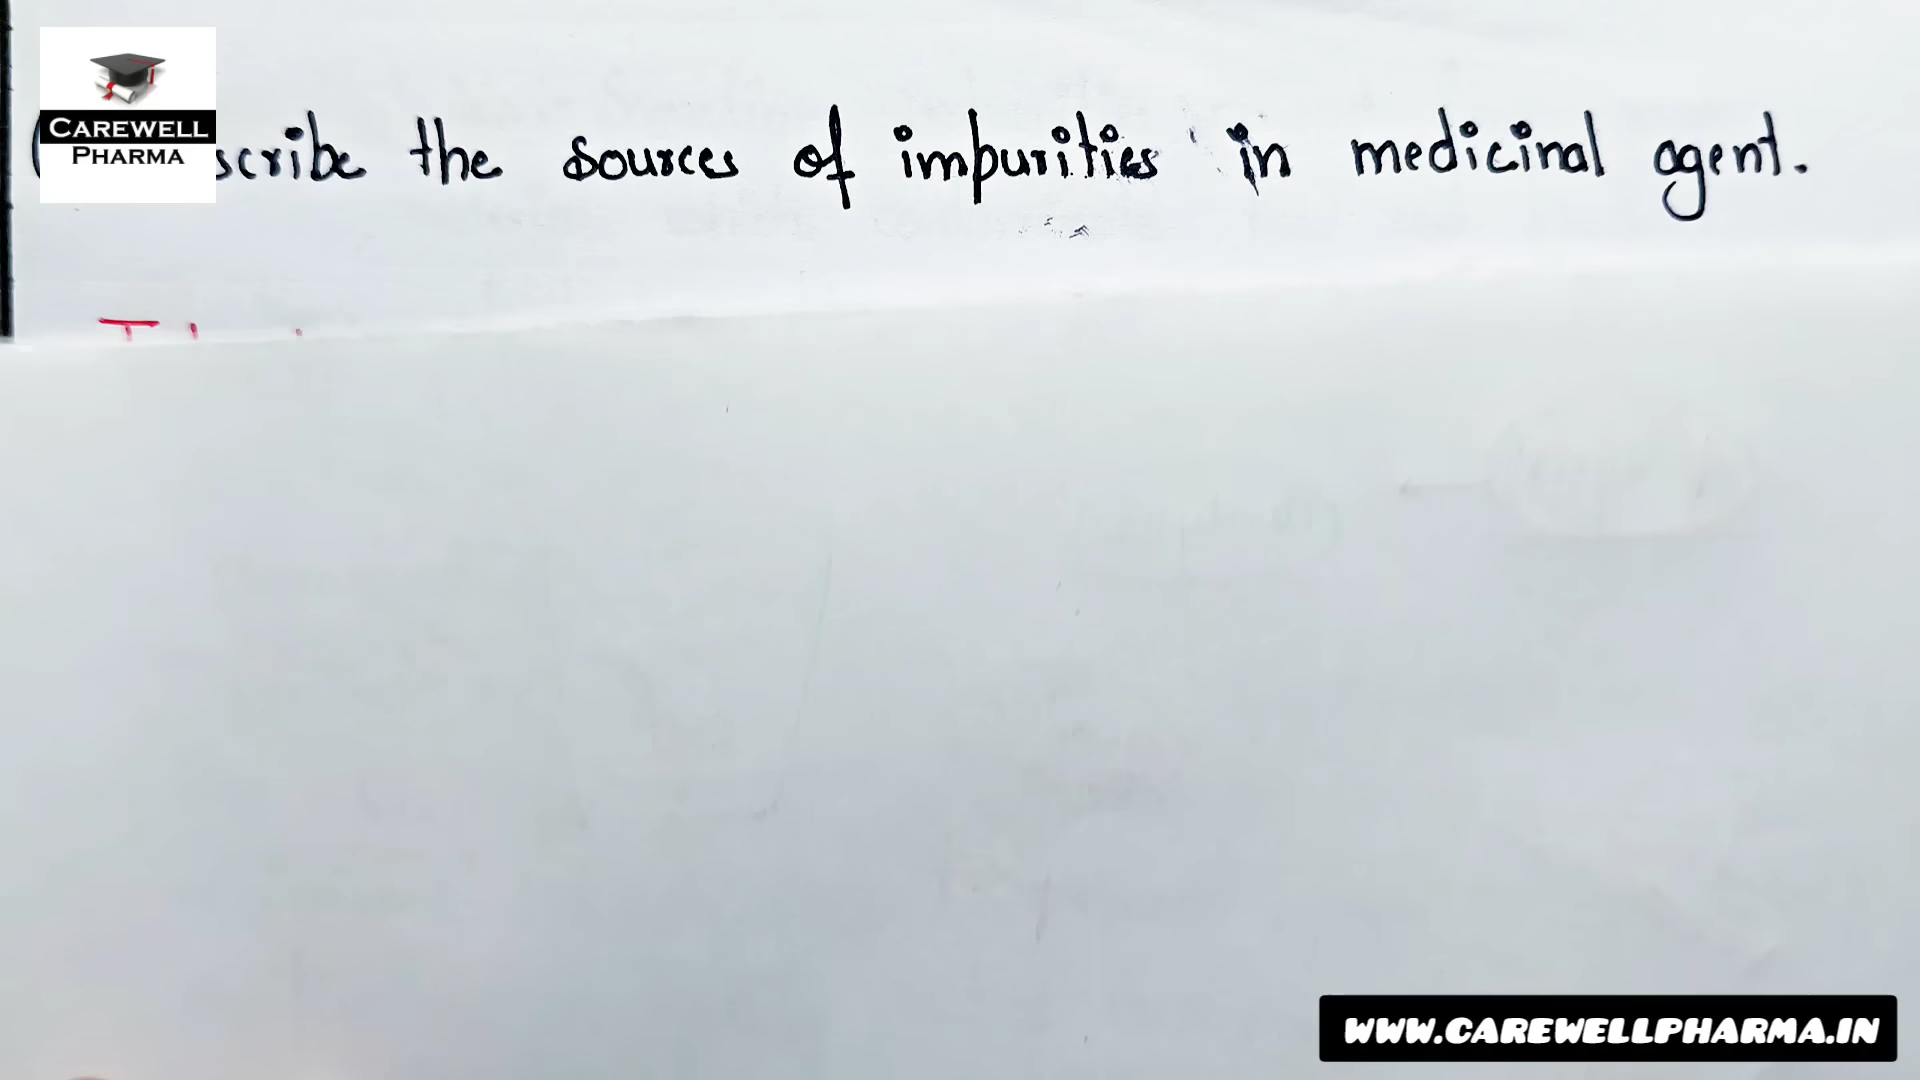 CAREWELL
PHARMA
scribe the sources of impurities in medicinal agent.
WWW.CAREWELLPHARMA.IN